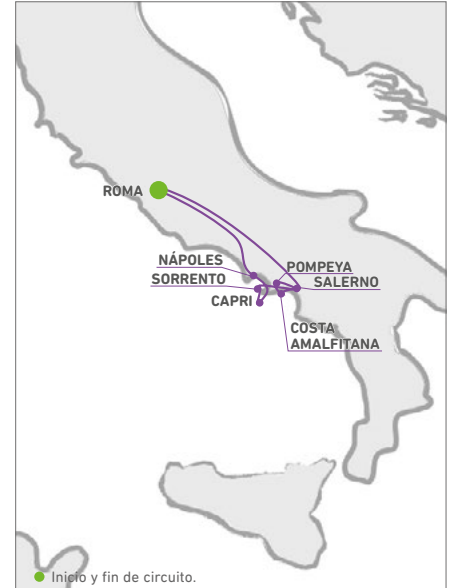 ROMA
NÁPOLES
POMPEYA
SORRENTO
SALERNO
CAPRI
COSTA
AMALFITANA
Inicio y fin de circuito.